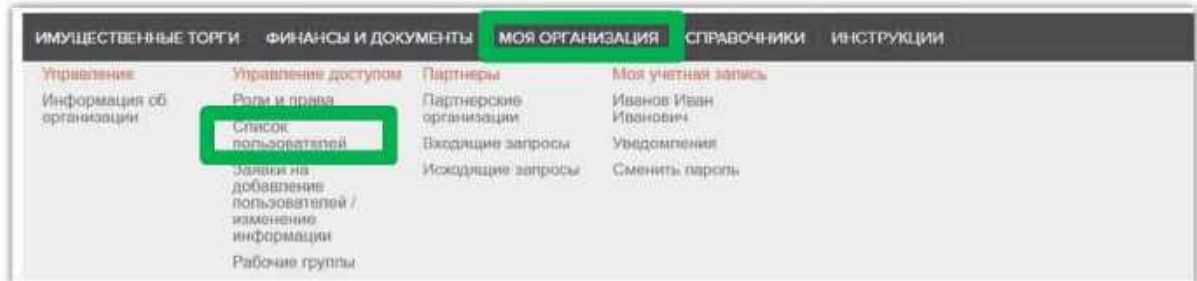 ИМУЩЕСТВЕННЫЕ ТОРГИ ФИНАНСЫ И ДОКУМЕНТЫ МОЯ ОРГАНИЗАЦИЯ СПРАВОЧНИКИ ИНСТРУКЦИИ
Управления
Информация об
организации
Управление доступом
Роли и права
Список
пользователей
Заявки на
добавление
пользователей /
изменение
информации
Рабочие группы
Партнеры
Партнерские
организации
Входящие запросы
Исходящие запросы
Моя учетная запись
Иванов Иван
Иванович
Уведомления
Сменить пароль